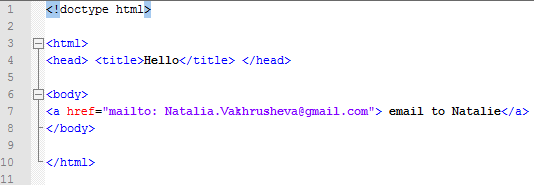 1 <!doctype html>
2
3 <html>
4 <head> <title>Hello</title> </head>
5
6 <body>
7 <a href="mailto: Natalia.Vakhrusheva@gmail.com"> email to Natalie</a>
8 </body>
9
10 </html>
11